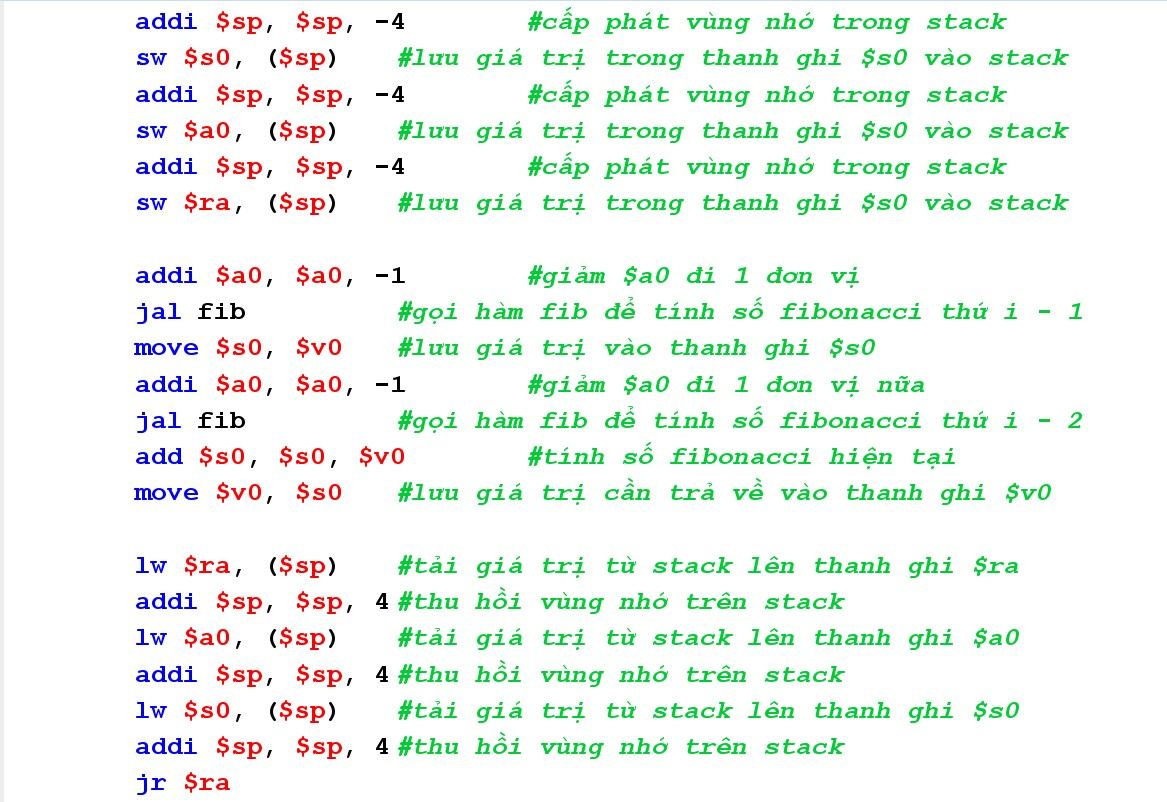 addi $sp, $sp, -4 #cấp phát vùng nhớ trong stack
sw $s0, ($sp) #lưu giá trị trong thanh ghi $s0 vào stack
addi $sp, $sp, -4 #cấp phát vùng nhớ trong stack
sw $a0, ($sp) #lưu giá trị trong thanh ghi $s0 vào stack
addi $sp, $sp, -4 #cấp phát vùng nhớ trong stack
sw $ra, ($sp) #lưu giá trị trong thanh ghi $s0 vào stack
addi $a0, $a0, -1 #giảm $a0 đi 1 đơn vị
jal fib #gọi hàm fib để tính số fibonacci thứ i - 1
move $s0, $v0 #lưu giá trị vào thanh ghi $s0
addi $a0, $a0, -1 #giảm $a0 đi 1 đơn vị nữa
jal fib #gọi hàm fib để tính số fibonacci thứ i - 2
add $s0, $s0, $v0 #tính số fibonacci hiện tại
move $v0, $s0 #lưu giá trị cần trả về vào thanh ghi $v0
lw $ra, ($sp) #tải giá trị từ stack lên thanh ghi $ra
addi $sp, $sp, 4 #thu hồi vùng nhớ trên stack
lw $a0, ($sp) #tải giá trị từ stack lên thanh ghi $a0
addi $sp, $sp, 4 #thu hồi vùng nhớ trên stack
lw $s0, ($sp) #tải giá trị từ stack lên thanh ghi $s0
addi $sp, $sp, 4 #thu hồi vùng nhớ trên stack
jr $ra